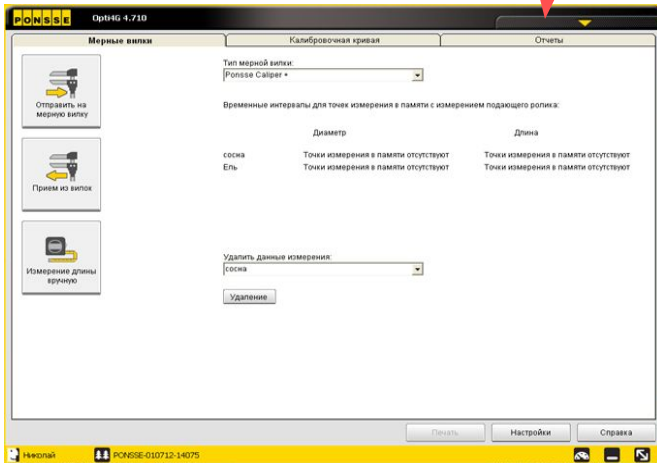 PONSSE Opti4G 4.710
Мерные вилки Калибровочная кривая Отчеты
Отправить на
мерную вилку
Прием из вилок
Измерение длины
вручную
Тип мерной вилки:
Ponsse Caliper +
Временные интервалы для точек измерения в памяти с измерением подающего ролика:
Диаметр Длина
сосна Точки измерения в памяти отсутствуют Точки измерения в памяти отсутствуют
Ель Точки измерения в памяти отсутствуют Точки измерения в памяти отсутствуют
Удалить данные измерения:
сосна
Удаление
Печать Настройки Справка
Николай PONSSE-010712-14075